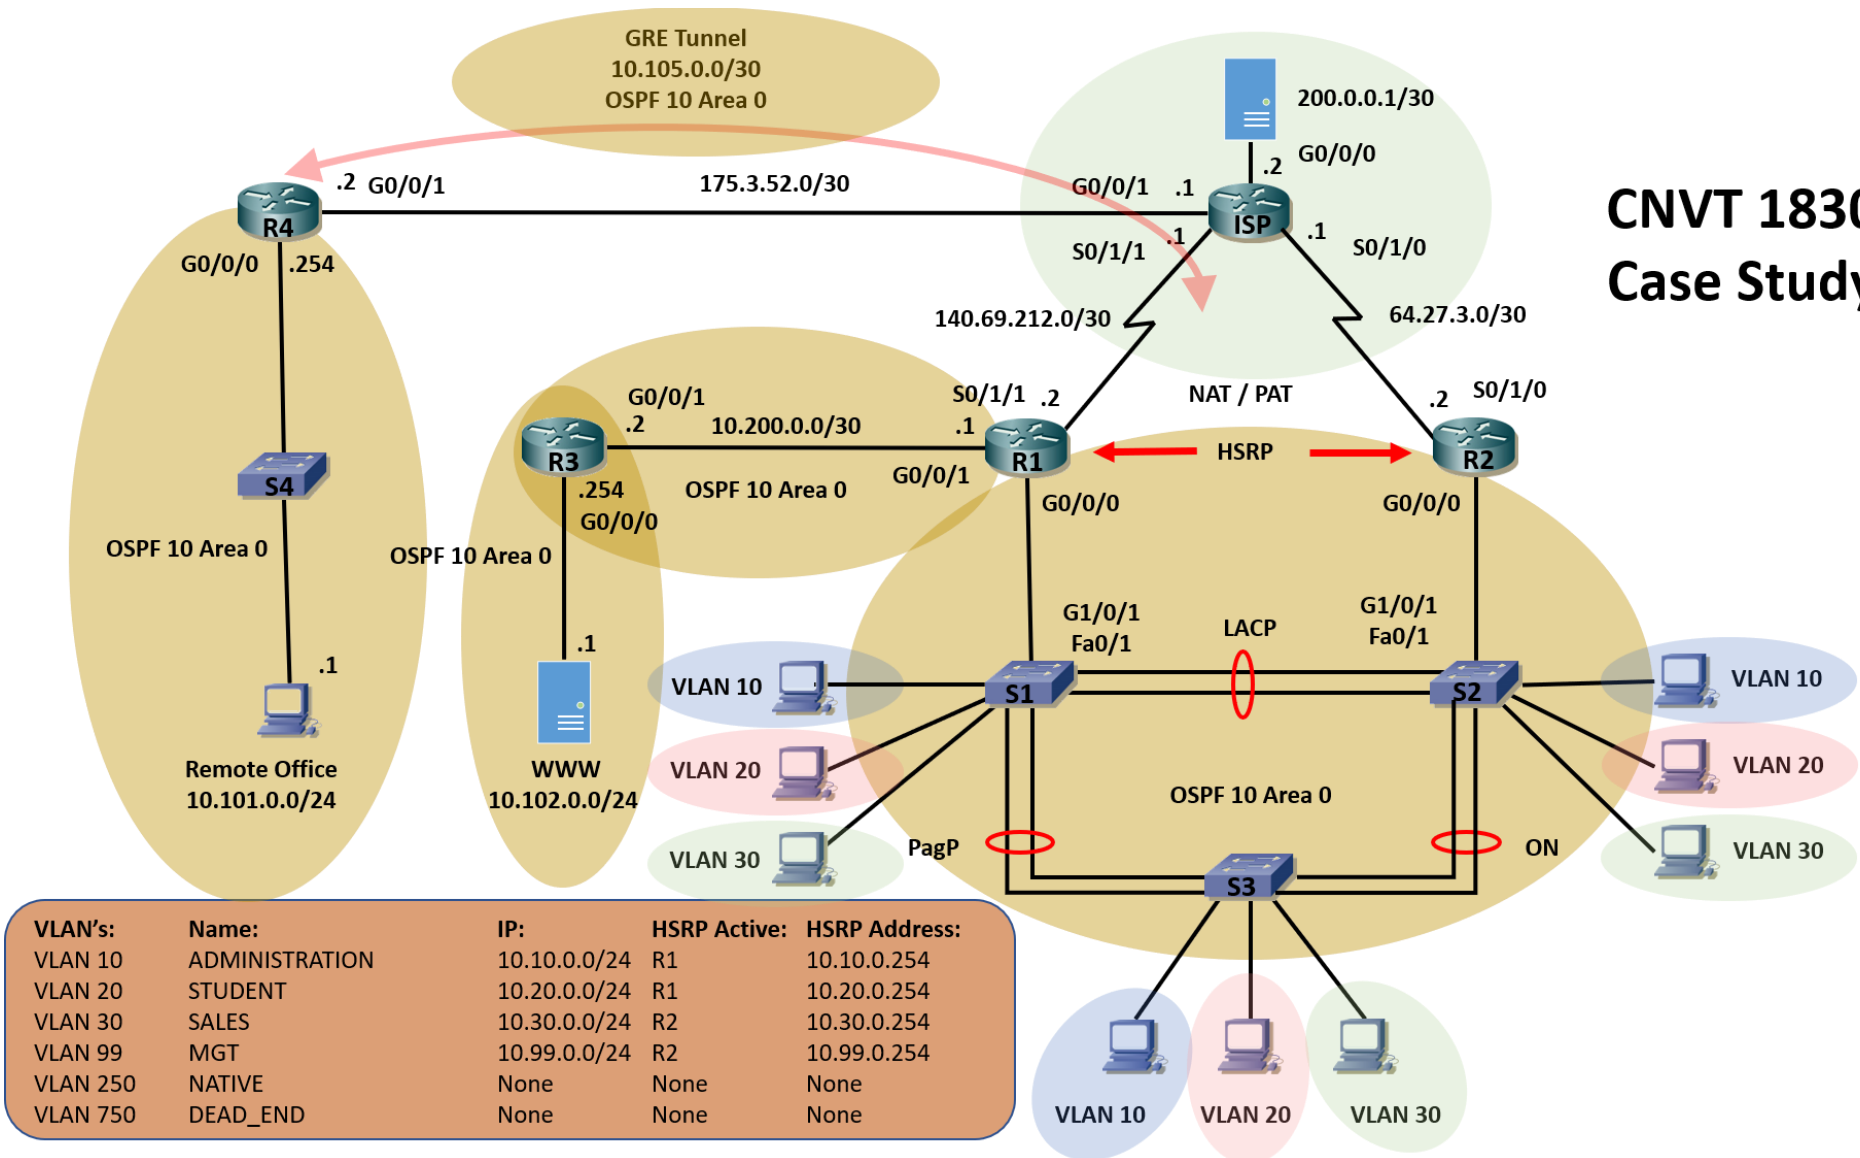 GRE Tunnel
10.105.0.0/30
OSPF 10 Area 0
200.0.0.1/30
.2 G0/0/0
.2 G0/0/1
175.3.52.0/30
G0/0/1 .1
R4
ISP
CNVT 1830
Case Study
G0/0/0 .254
S0/1/1 .1
.1 S0/1/0
140.69.212.0/30
64.27.3.0/30
NAT / PAT
G0/0/1
.2
10.200.0.0/30
S0/1/1 .2
.1
.2 S0/1/0
R3
R1
HSRP
R2
.254
G0/0/0
OSPF 10 Area 0
G0/0/1
G0/0/0
G0/0/0
S4
OSPF 10 Area 0
OSPF 10 Area 0
G1/0/1
Fa0/1
LACP
G1/0/1
Fa0/1
.1
.1
VLAN 10
S1
S2
VLAN 10
Remote Office
10.101.0.0/24
WWW
10.102.0.0/24
VLAN 20
OSPF 10 Area 0
VLAN 20
VLAN 30
PagP
ON
VLAN 30
S3
VLAN 10
VLAN 20
VLAN 30
VLAN's: Name: IP: HSRP Active: HSRP Address:
VLAN 10 ADMINISTRATION 10.10.0.0/24 R1 10.10.0.254
VLAN 20 STUDENT 10.20.0.0/24 R1 10.20.0.254
VLAN 30 SALES 10.30.0.0/24 R2 10.30.0.254
VLAN 99 MGT 10.99.0.0/24 R2 10.99.0.254
VLAN 250 NATIVE None None None
VLAN 750 DEAD_END None None None